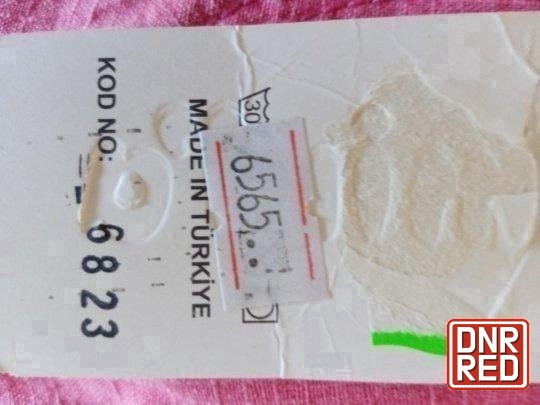 30
MADE IN TÜRKİYE
KOD NO:
6823
6565..
DNR
RED